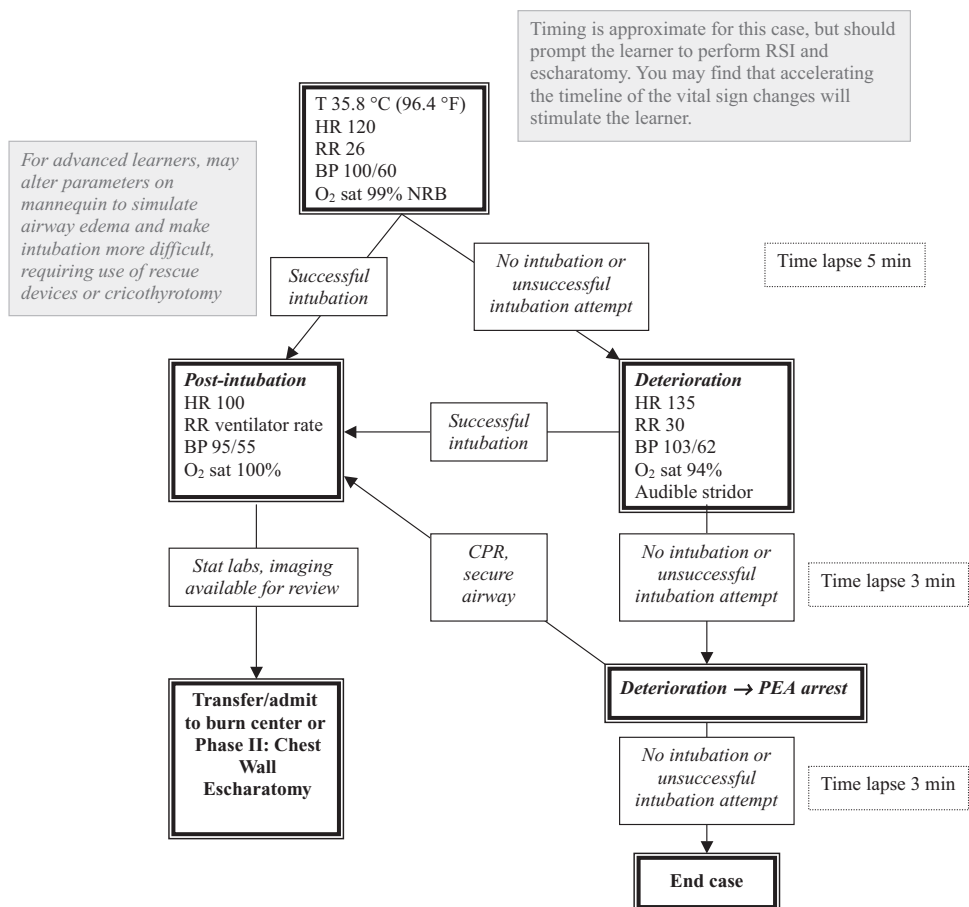 Timing is approximate for this case, but should
prompt the learner to perform RSI and
escharatomy. You may find that accelerating
the timeline of the vital sign changes will
stimulate the learner.
T 35.8 °C (96.4 °F)
HR 120
RR 26
BP 100/60
O₂ sat 99% NRB
For advanced learners, may
alter parameters on
mannequin to simulate
airway edema and make
intubation more difficult,
requiring use of rescue
devices or cricothyrotomy
Successful
intubation
No intubation or
unsuccessful
intubation attempt
Time lapse 5 min
Post-intubation
HR 100
RR ventilator rate
BP 95/55
O₂ sat 100%
Successful
intubation
Deterioration
HR 135
RR 30
BP 103/62
O₂ sat 94%
Audible stridor
Stat labs, imaging
available for review
CPR,
secure
airway
No intubation or
unsuccessful
intubation attempt
Time lapse 3 min
Transfer/admit
to burn center or
Phase II: Chest
Wall
Escharatomy
Deterioration → PEA arrest
No intubation or
unsuccessful
intubation attempt
Time lapse 3 min
End case